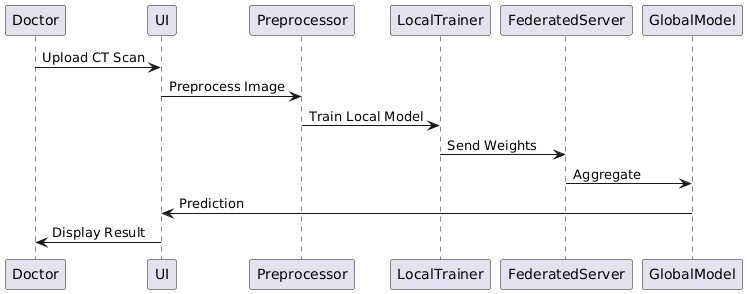 Doctor UI Preprocessor LocalTrainer FederatedServer GlobalModel
Upload CT Scan
Preprocess Image
Train Local Model
Send Weights
Aggregate
Prediction
Display Result
Doctor UI Preprocessor LocalTrainer FederatedServer GlobalModel